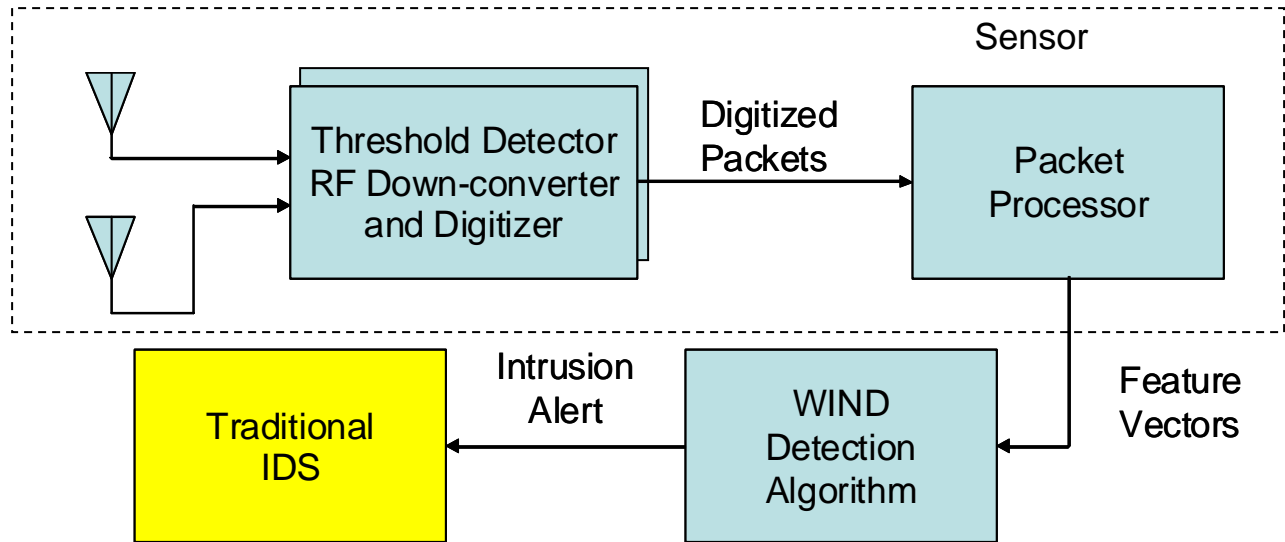 Sensor
Threshold Detector
RF Down-converter
and Digitizer
Digitized
Packets
Packet
Processor
Traditional
IDS
Intrusion
Alert
WIND
Detection
Algorithm
Feature
Vectors